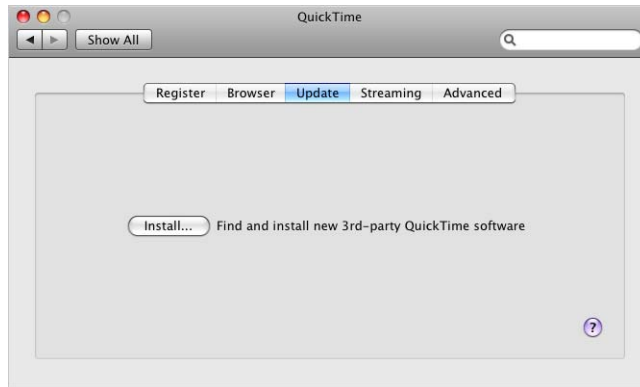 QuickTime
Show All
Register Browser Update Streaming Advanced
Install... Find and install new 3rd-party QuickTime software
?